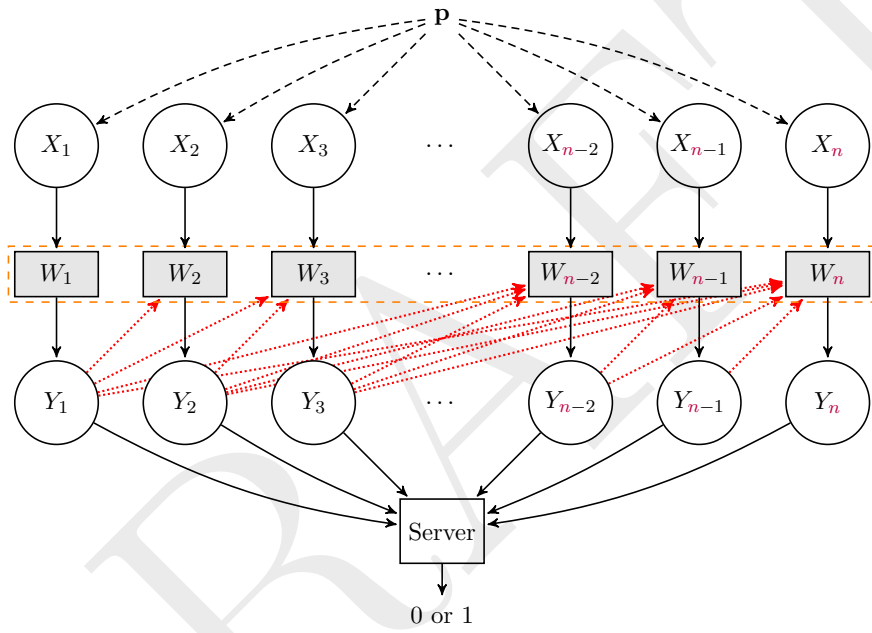 p
X₁ X₂ X₃ ... Xₙ₋₂ Xₙ₋₁ Xₙ
W₁ W₂ W₃ ... Wₙ₋₂ Wₙ₋₁ Wₙ
Y₁ Y₂ Y₃ ... Yₙ₋₂ Yₙ₋₁ Yₙ
Server
0 or 1